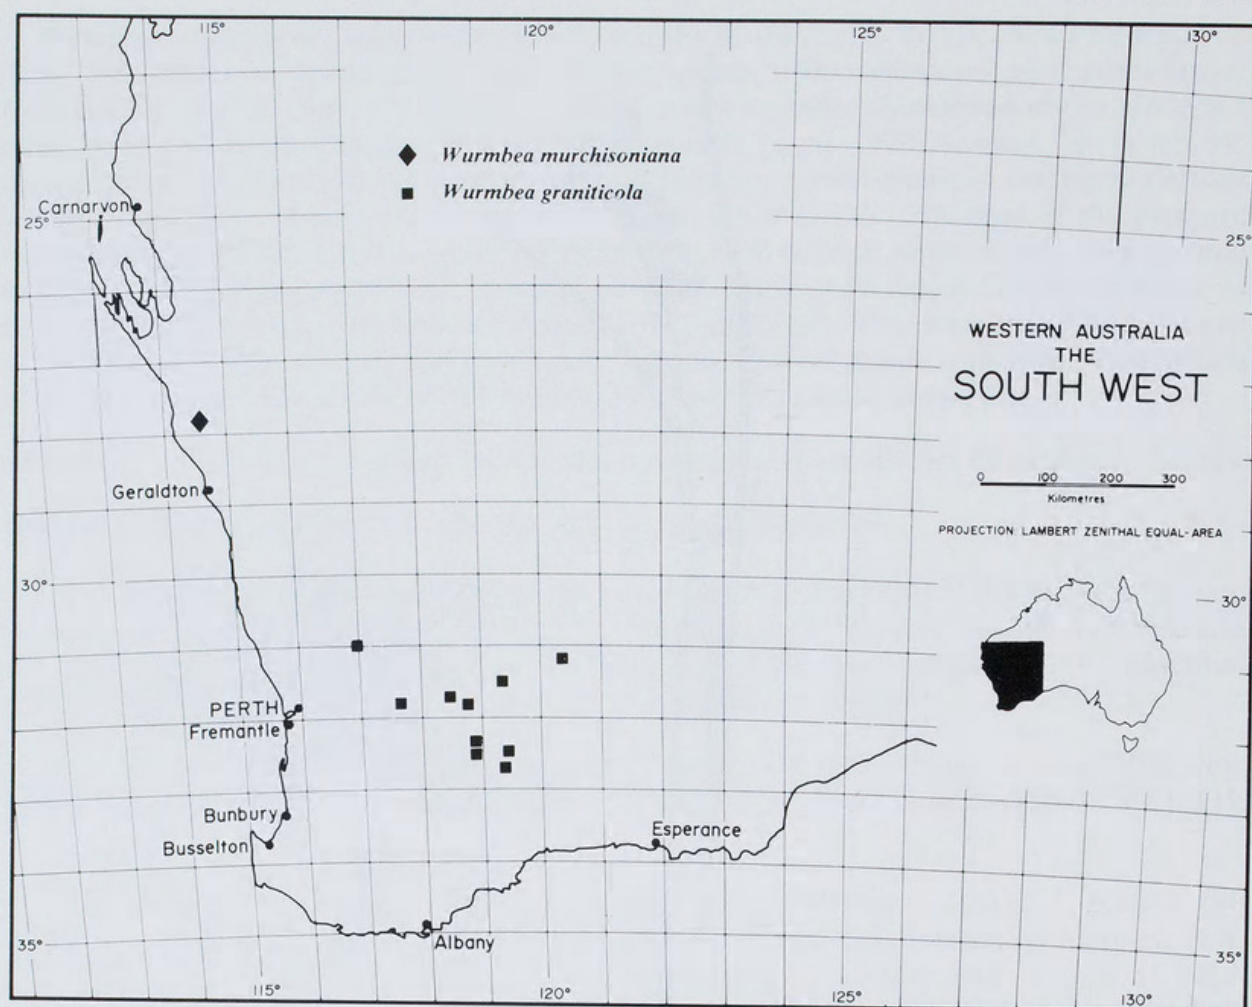 115°
120°
125°
130°
Wurmbea murchisoniana
Wurmbea graniticola
Carnarvon
25°
25°
WESTERN AUSTRALIA
THE
SOUTH WEST
Geraldton
0 100 200 300
Kilometres
PROJECTION: LAMBERT ZENITHAL EQUAL-AREA
30°
30°
PERTH
Fremantle
Bunbury
Busselton
Esperance
Albany
35°
35°
115°
120°
125°
130°